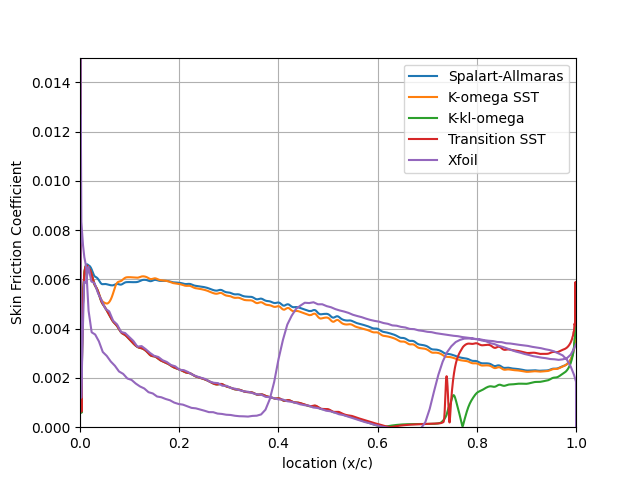 0.014
0.012
0.010
0.008
0.006
0.004
0.002
0.000
Skin Friction Coefficient
Spalart-Allmaras
K-omega SST
K-kl-omega
Transition SST
Xfoil
0.0 0.2 0.4 0.6 0.8 1.0
location (x/c)